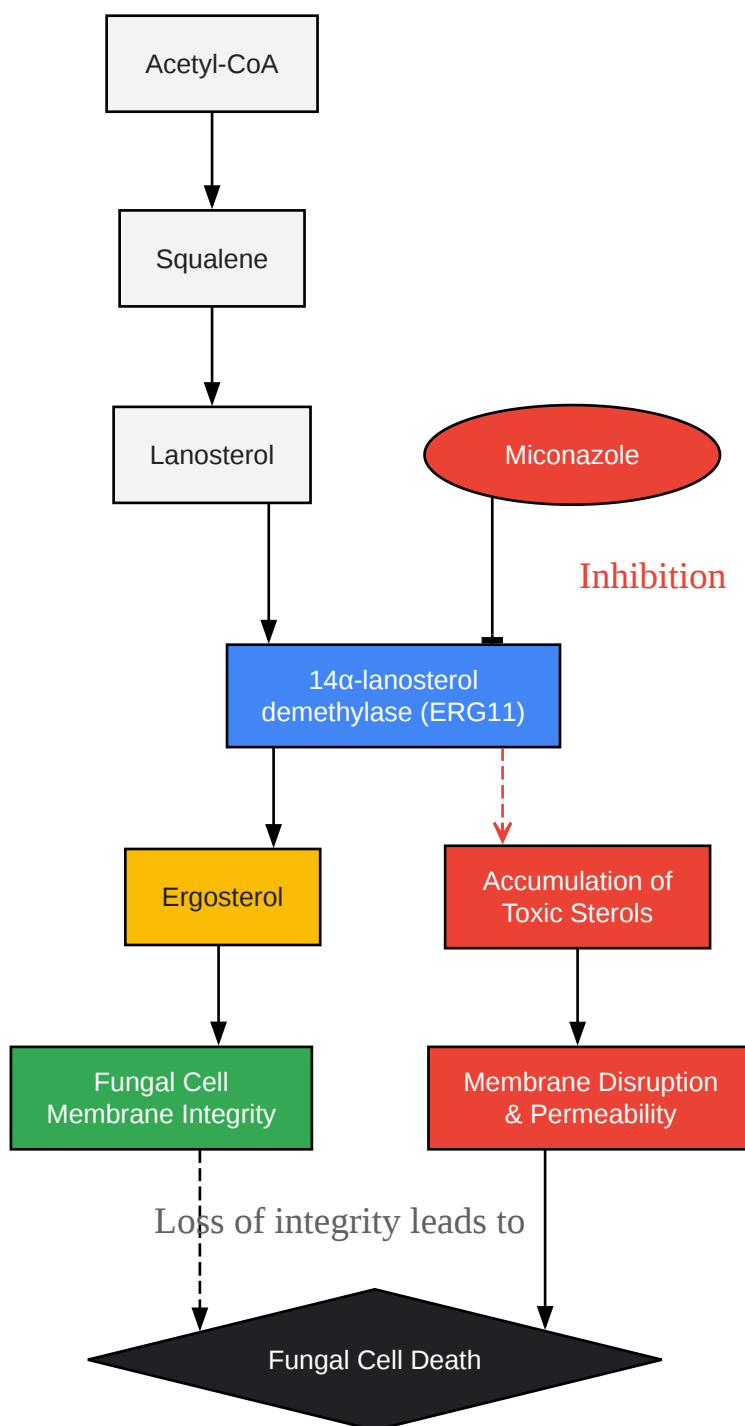 Acetyl-CoA
Squalene
Lanosterol
Miconazole
Inhibition
14α-lanosterol
demethylase (ERG11)
Ergosterol
Accumulation of
Toxic Sterols
Fungal Cell
Membrane Integrity
Membrane Disruption
& Permeability
Loss of integrity leads to
Fungal Cell Death